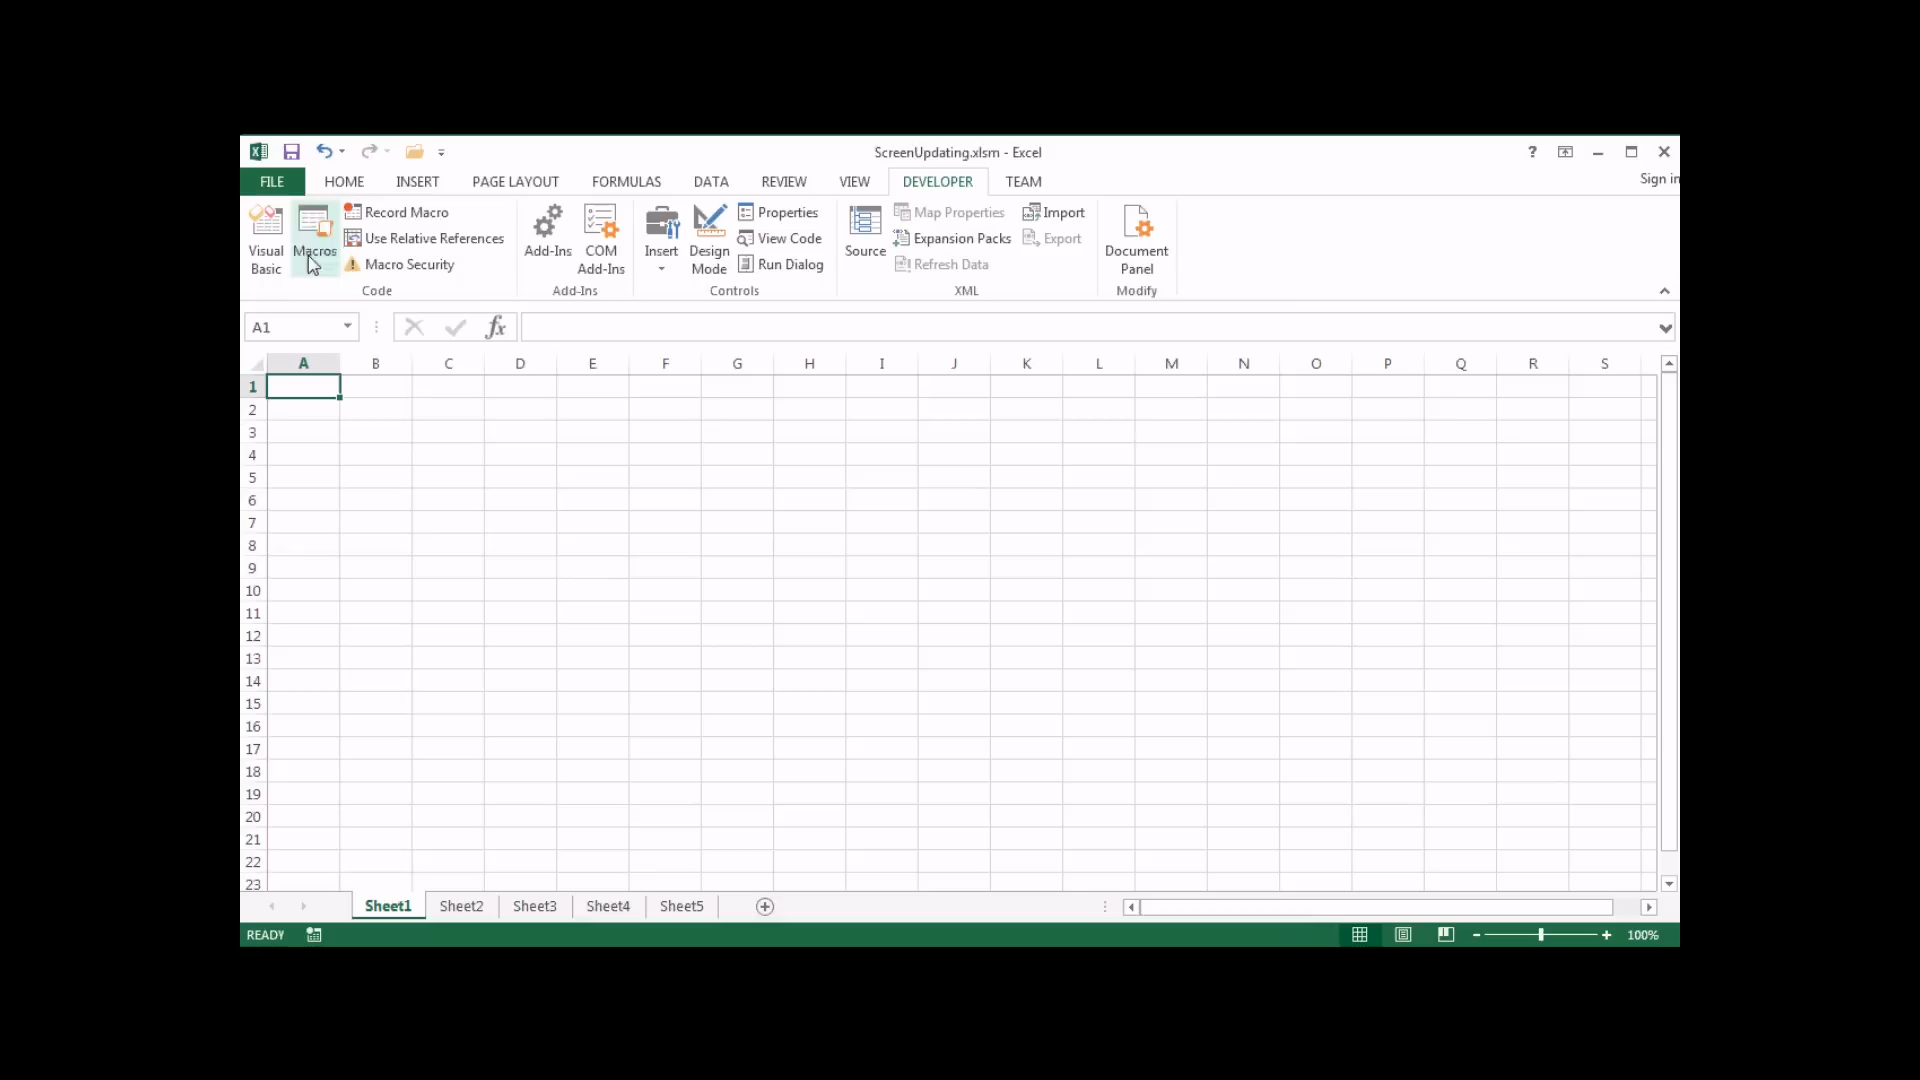 ScreenUpdating.xlsm - Excel
?
FILE HOME INSERT PAGE LAYOUT FORMULAS DATA REVIEW VIEW DEVELOPER TEAM Sign in
Visual Basic
Macros
Record Macro
Use Relative References
Macro Security
Code
Add-Ins
COM Add-Ins
Add-Ins
Insert
Design Mode
Properties
View Code
Run Dialog
Controls
Source
Map Properties
Expansion Packs
Refresh Data
Import
Export
XML
Document Panel
Modify
A1 fx
A B C D E F G H I J K L M N O P Q R S
1
2
3
4
5
6
7
8
9
10
11
12
13
14
15
16
17
18
19
20
21
22
23
Sheet1 Sheet2 Sheet3 Sheet4 Sheet5
READY 100%